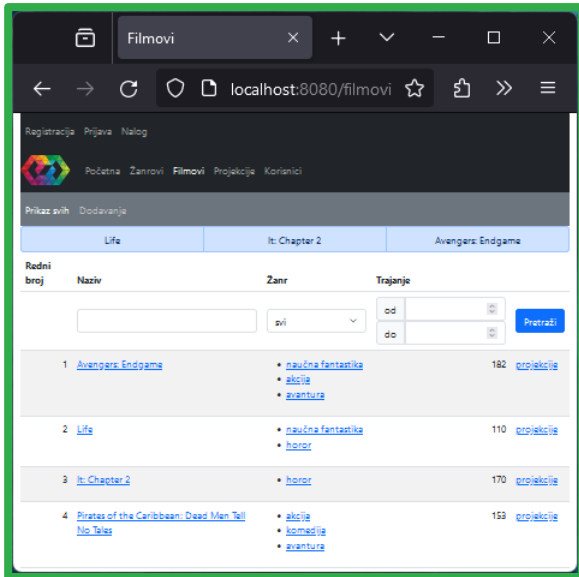 Filmovi
localhost:8080/filmovi
Registracija Prijava Nalog
Početna Žanrovi Filmovi Projekcije Korisnici
Prikaz svih Dodavanje
Life It: Chapter 2 Avengers: Endgame
Redni
broj Naziv Žanr Trajanje
od
svi
Pretraži
do
1 Avengers: Endgame • naučna fantastika 182 projekcije
• akcija
• avantura
2 Life • naučna fantastika 110 projekcije
• horor
3 It: Chapter 2 • horor 170 projekcije
4 Pirates of the Caribbean: Dead Men Tell • akcija 153 projekcije
No Tales • komedija
• avantura